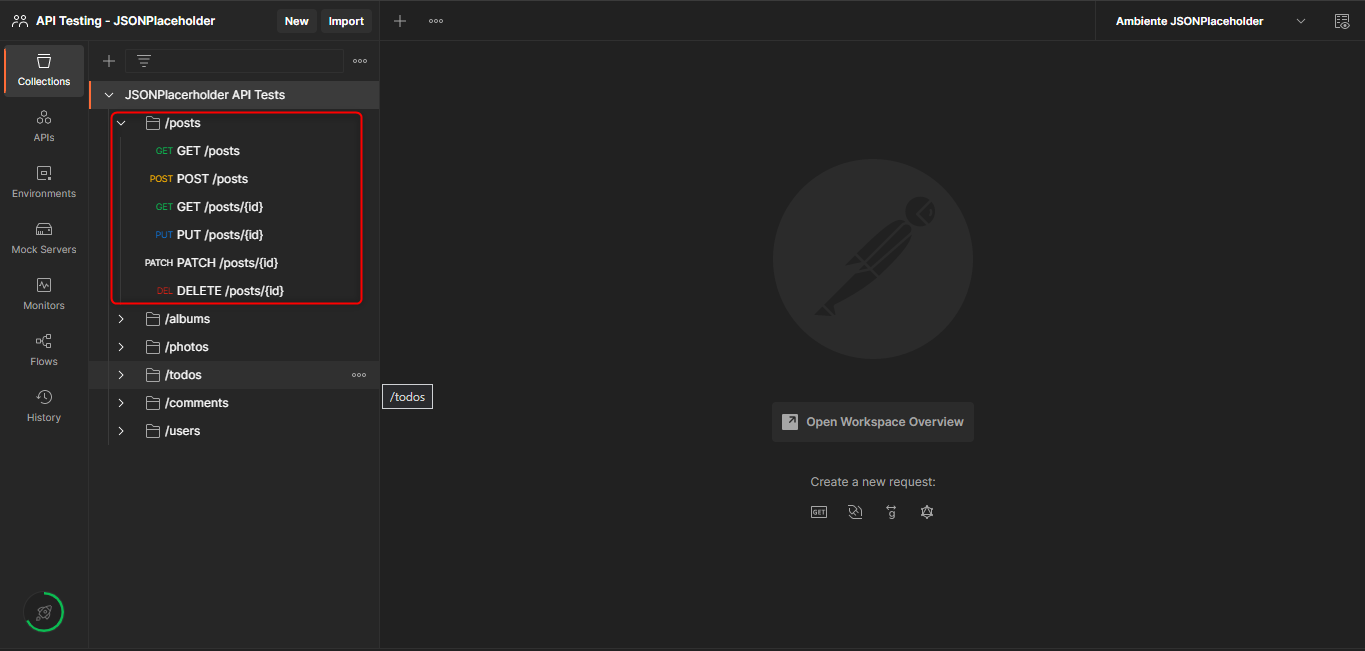 API Testing - JSONPlaceholder
New
Import
Ambiente JSONPlaceholder
Collections
APIs
Environments
Mock Servers
Monitors
Flows
History
JSONPlacerholder API Tests
/posts
GET GET /posts
POST POST /posts
GET GET /posts/{id}
PUT PUT /posts/{id}
PATCH PATCH /posts/{id}
DEL DELETE /posts/{id}
/albums
/photos
/todos
/comments
/users
/todos
Open Workspace Overview
Create a new request:
GET
g